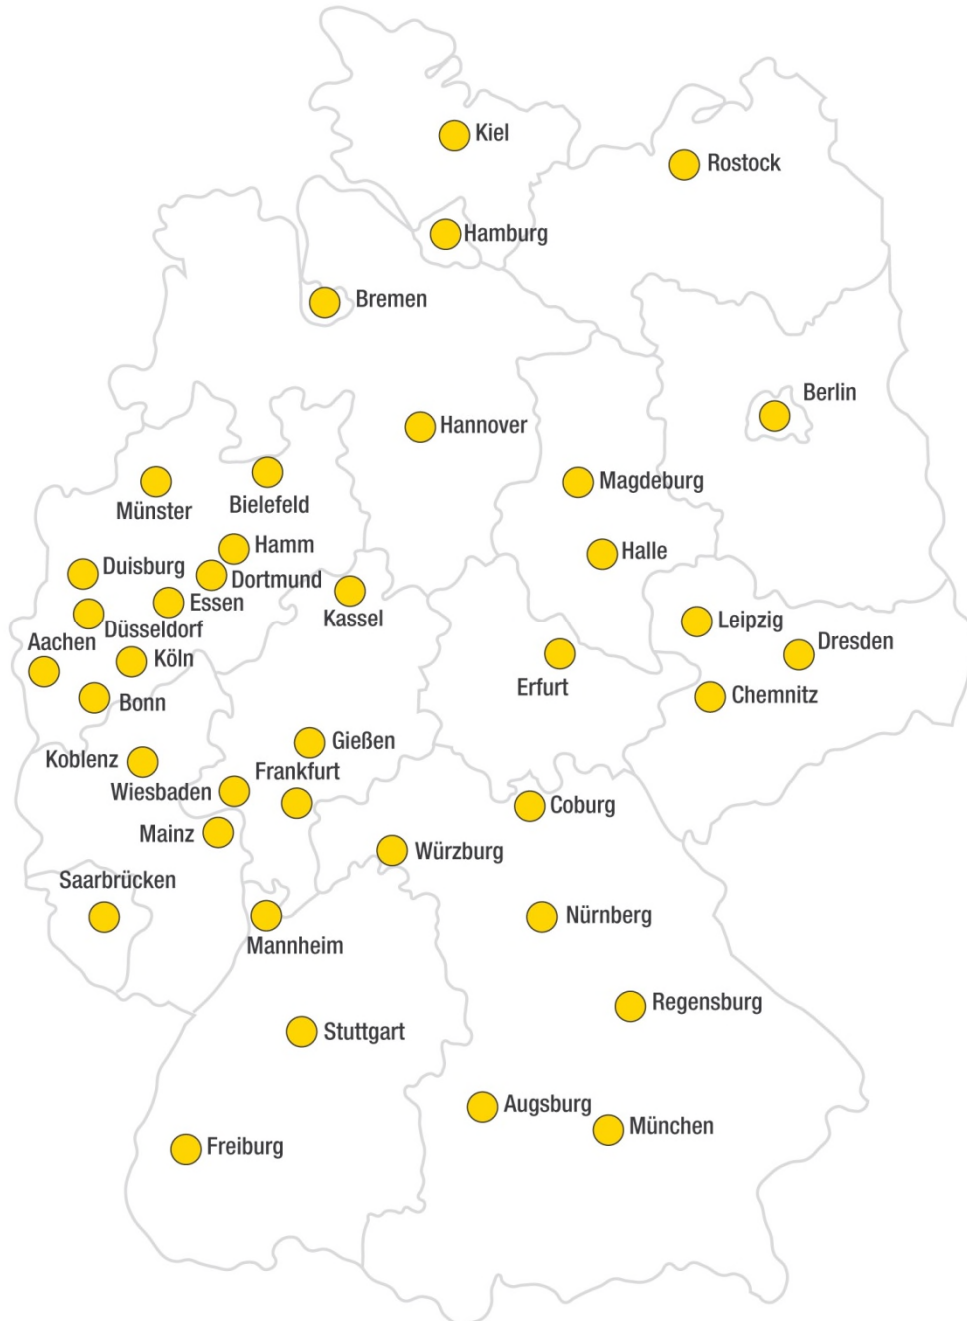 Kiel
Rostock
Hamburg
Bremen
Berlin
Hannover
Bielefeld
Magdeburg
Münster
Hamm
Halle
Duisburg
Dortmund
Essen
Kassel
Leipzig
Düsseldorf
Aachen
Dresden
Köln
Erfurt
Chemnitz
Bonn
Gießen
Koblenz
Frankfurt
Wiesbaden
Coburg
Mainz
Würzburg
Saarbrücken
Nürnberg
Mannheim
Regensburg
Stuttgart
Augsburg
München
Freiburg